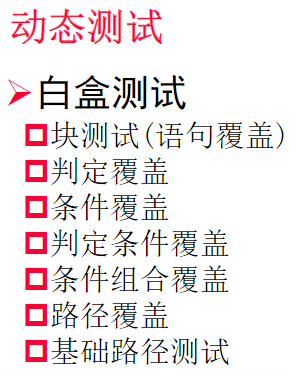 动态测试
白盒测试
块测试(语句覆盖)
判定覆盖
条件覆盖
判定条件覆盖
条件组合覆盖
路径覆盖
基础路径测试